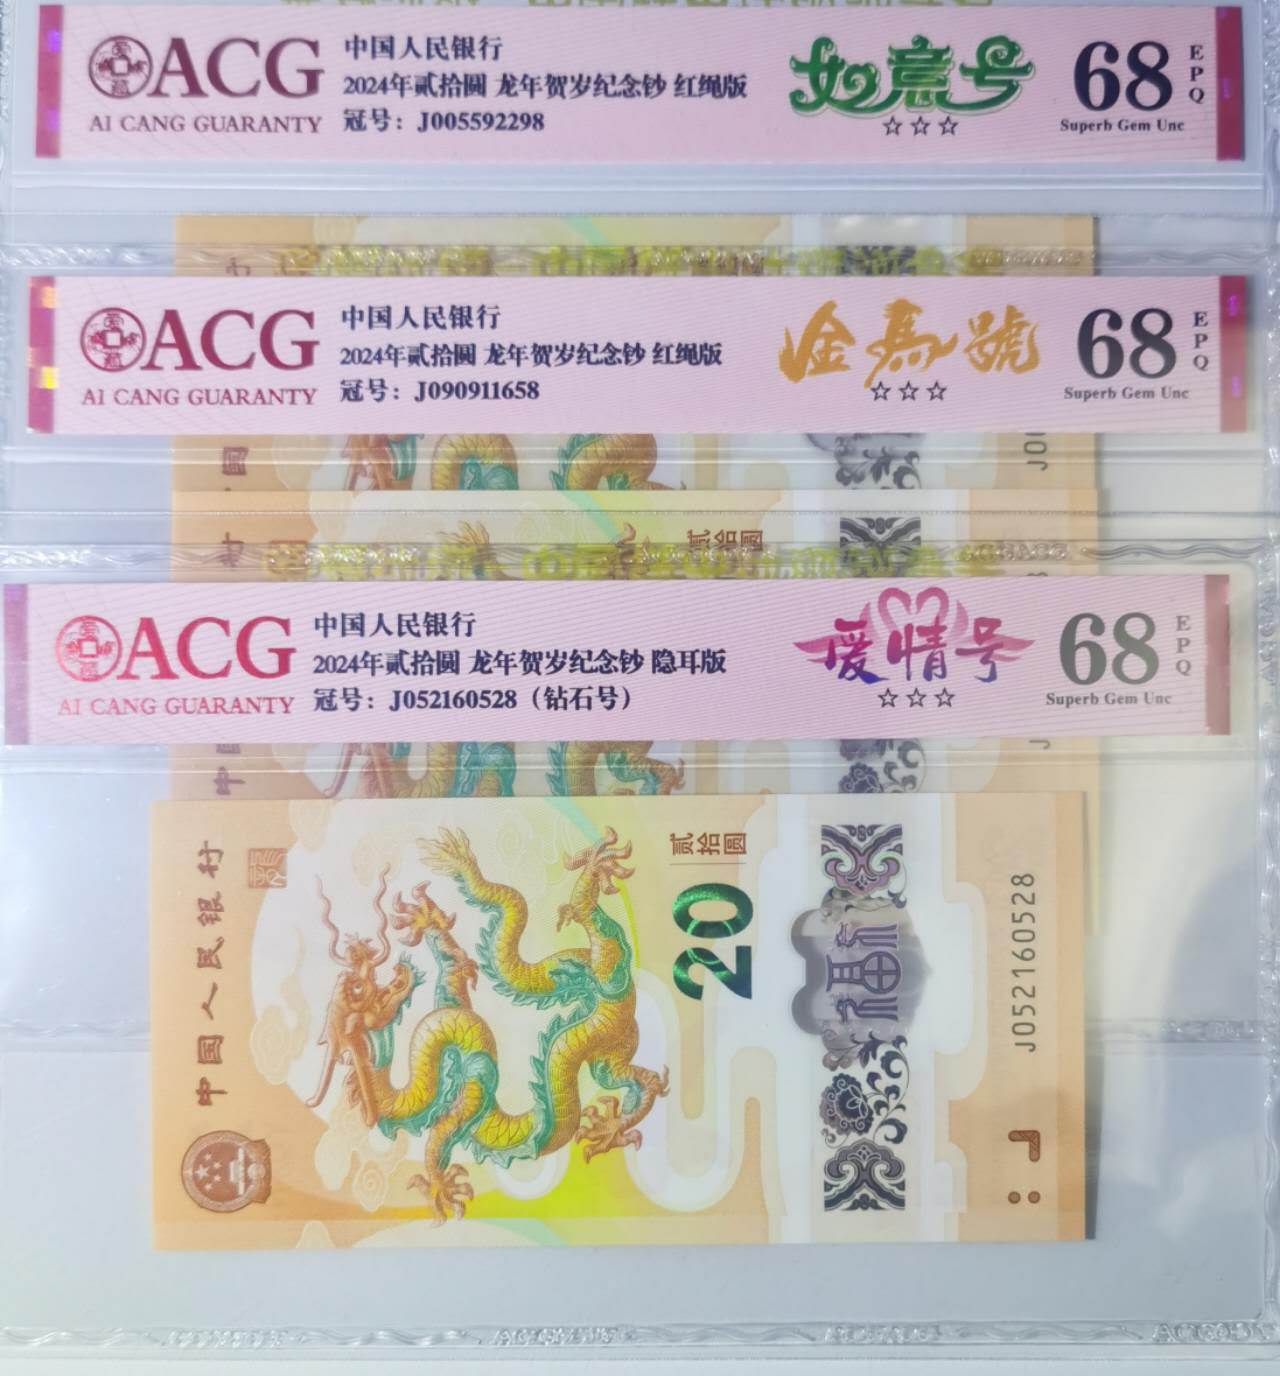 ACG
AI CANG GUARANTY
中国人民银行
2024年贰拾圆 龙年贺岁纪念钞 红绳版
冠号：J005592298
如意号
☆☆☆
68
EPQ
Superb Gem Unc
ACG
AI CANG GUARANTY
中国人民银行
2024年贰拾圆 龙年贺岁纪念钞 红绳版
冠号：J090911658
金馬號
☆☆☆
68
EPQ
Superb Gem Unc
J0
国
贰拾圆
ACG
AI CANG GUARANTY
中国人民银行
2024年贰拾圆 龙年贺岁纪念钞 隐耳版
冠号：J052160528（钻石号）
爱情号
☆☆☆
68
EPQ
Superb Gem Unc
中国人民银行
贰拾圆
20
J052160528